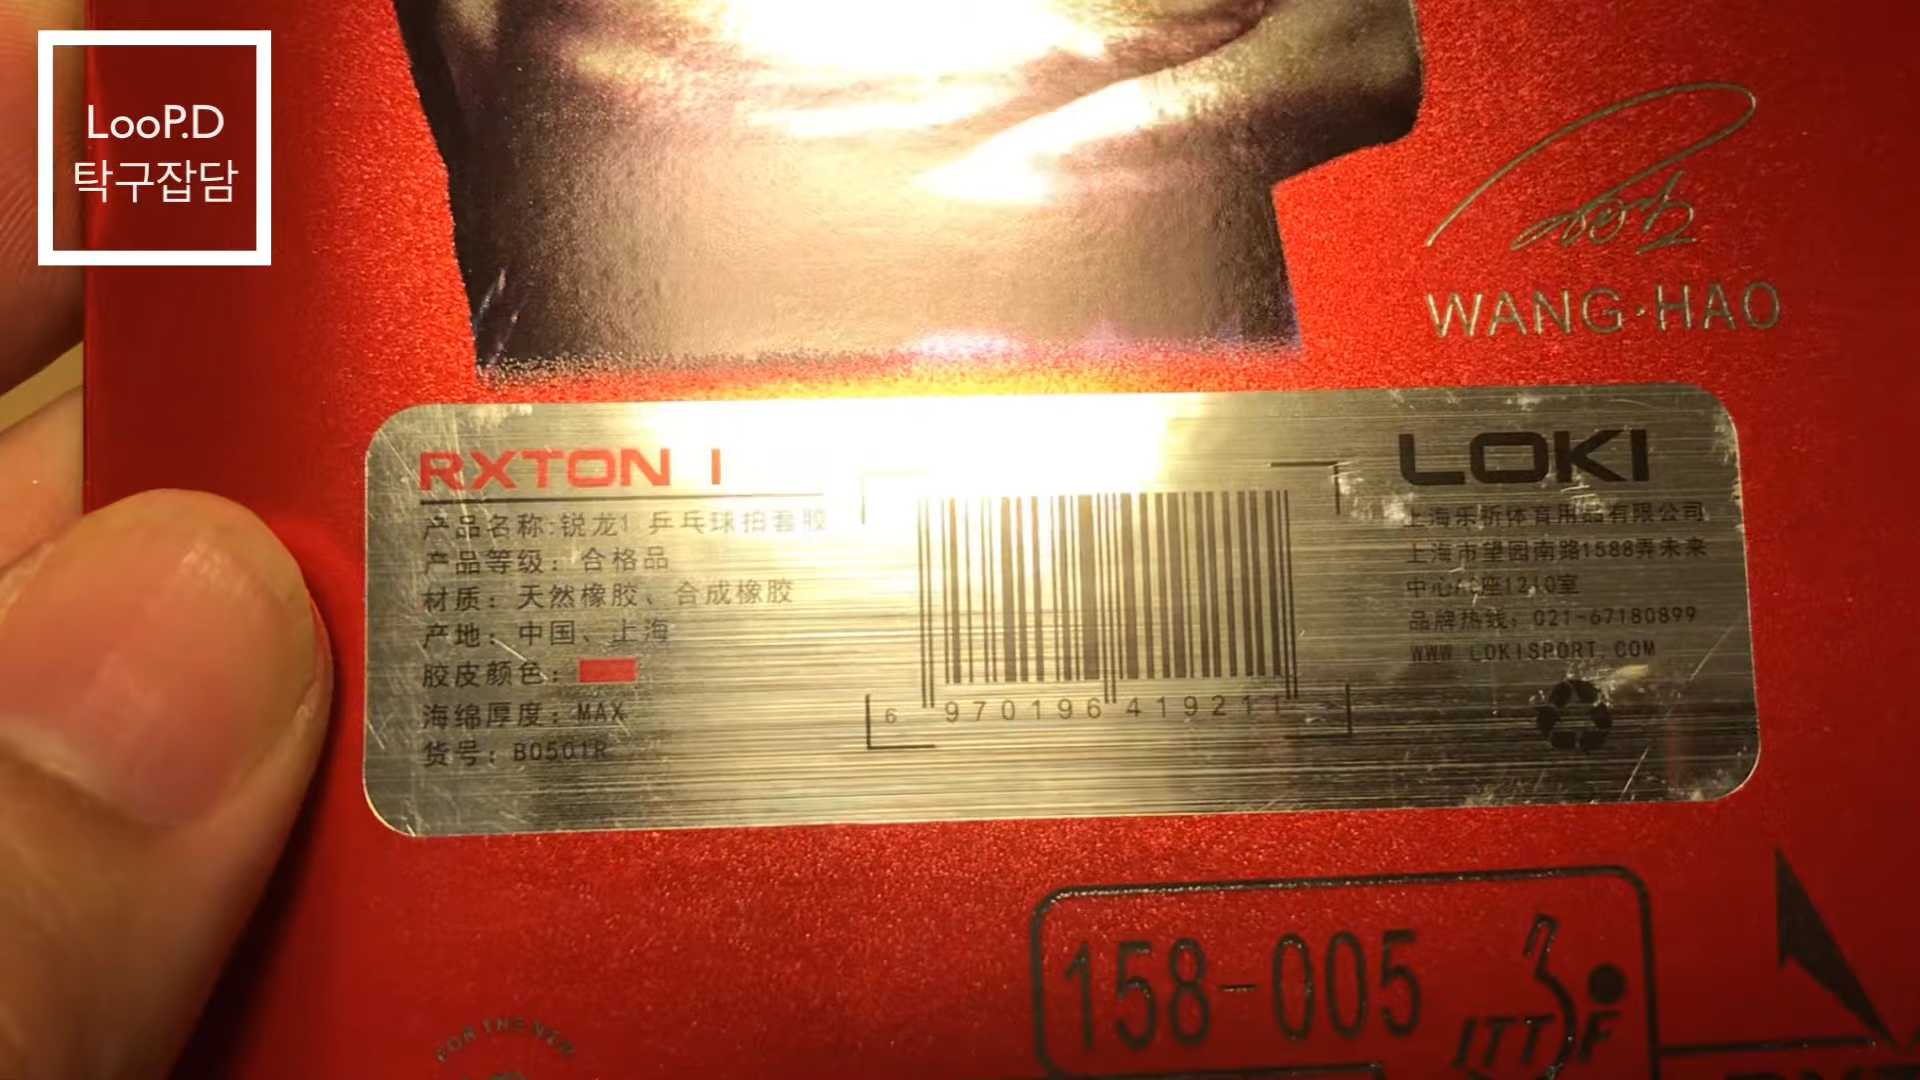 LooP.D
탁구잡담
WANG·HAO
RXTON I
产品名称:锐龙1 乒乓球拍套胶
产品等级：合格品
材质：天然橡胶、合成橡胶
产地：中国、上海
胶皮颜色：
海绵厚度：MAX
货号：B0501R
6 970196 419211
LOKI
上海乐昕体育用品有限公司
上海市望园南路1588弄未来
中心 座1210室
品牌热线：021-67180899
WWW.LOKISPORT.COM
158-005
ITTF
FOR THE NEW